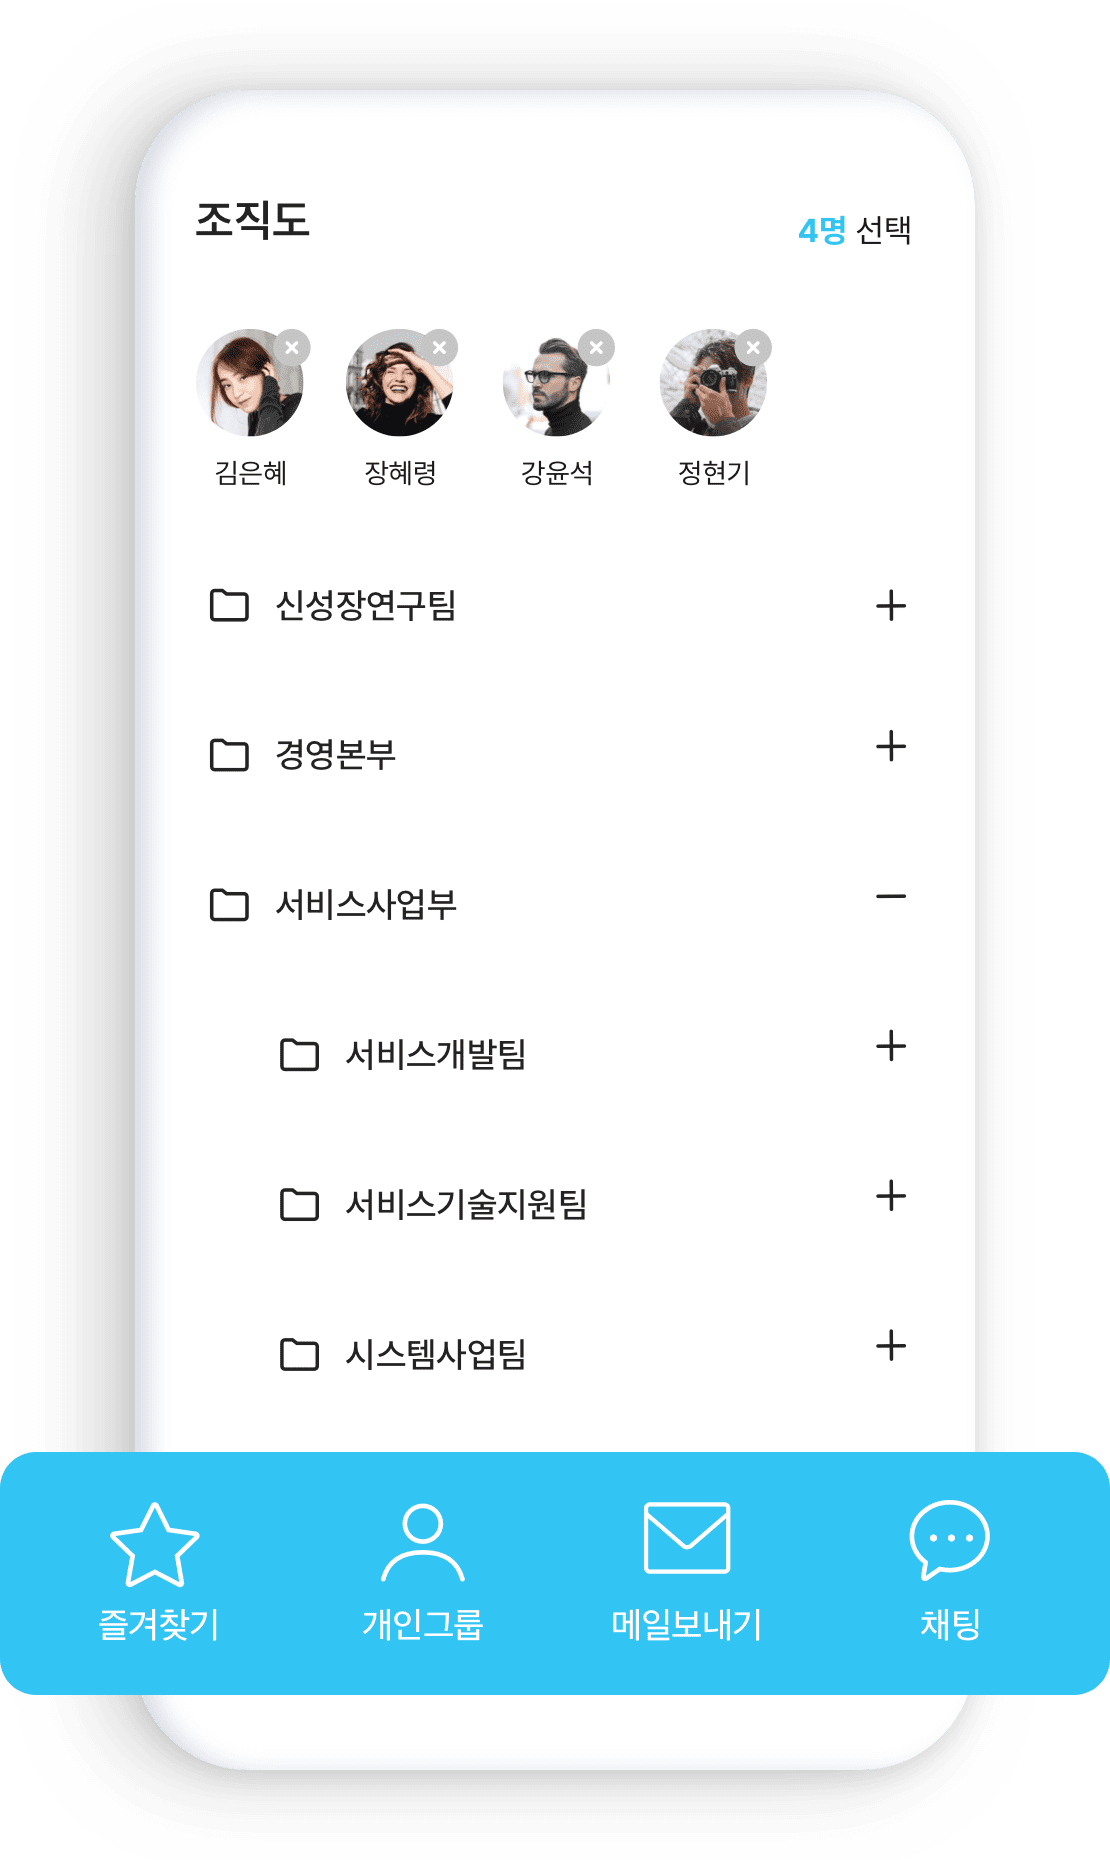 조직도
4명 선택
김은혜 장혜령 강윤석 정현기
신성장연구팀
경영본부
서비스사업부
서비스개발팀
서비스기술지원팀
시스템사업팀
즐겨찾기 개인그룹 메일보내기 채팅